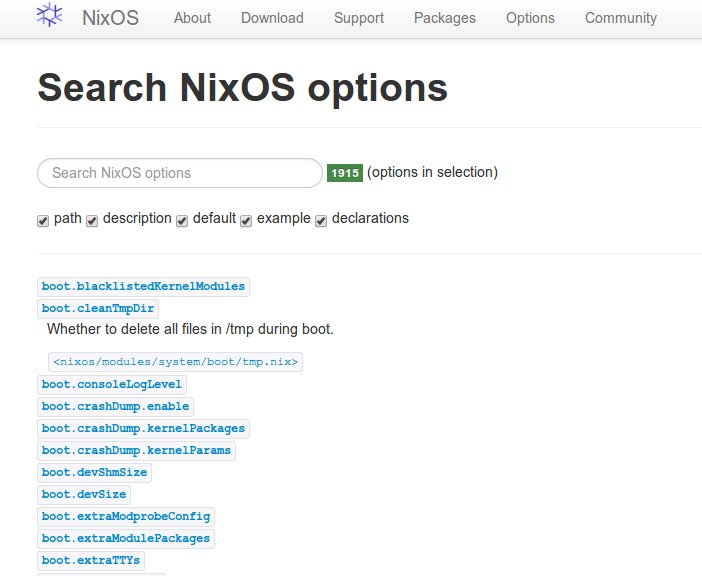 NixOS About Download Support Packages Options Community
Search NixOS options
Search NixOS options 1915 (options in selection)
path description default example declarations
boot.blacklistedKernelModules
boot.cleanTmpDir
Whether to delete all files in /tmp during boot.
<nixos/modules/system/boot/tmp.nix>
boot.consoleLogLevel
boot.crashDump.enable
boot.crashDump.kernelPackages
boot.crashDump.kernelParams
boot.devShmSize
boot.devSize
boot.extraModprobeConfig
boot.extraModulePackages
boot.extraTTYs